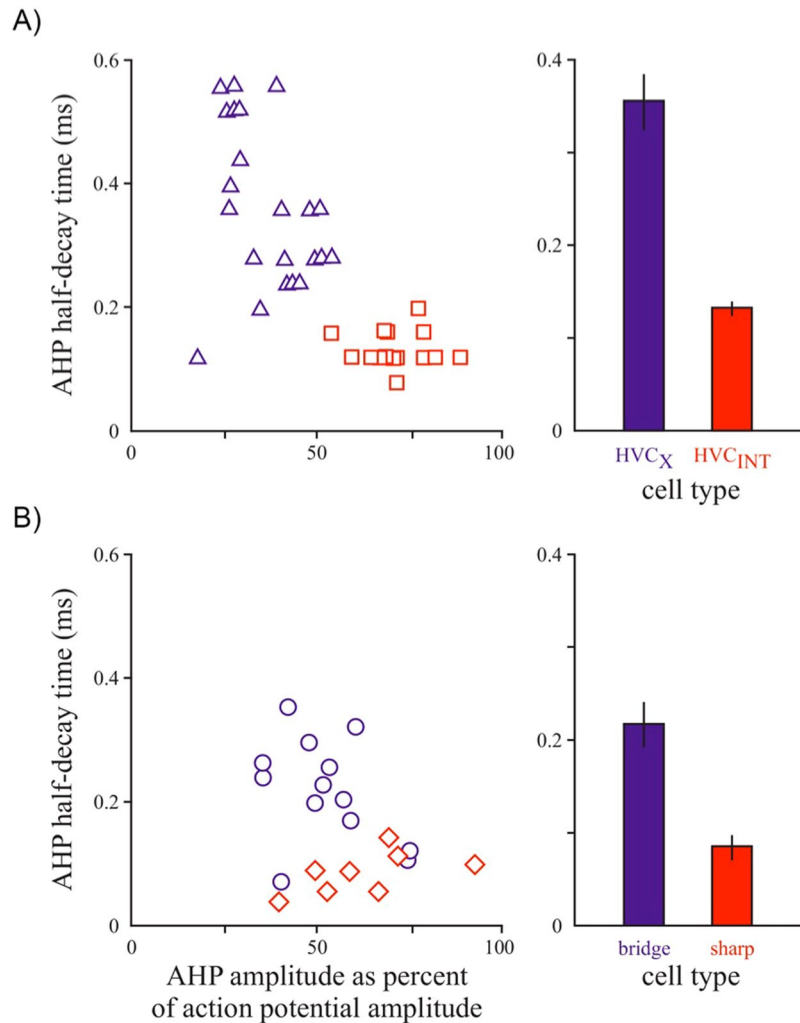 A)
AHP half-decay time (ms)
0.6
0.4
0.2
0
0
50
100
0.4
0.2
0
HVCX
HVCINT
cell type
B)
AHP half-decay time (ms)
0.6
0.4
0.2
0
0
50
100
AHP amplitude as percent
of action potential amplitude
0.4
0.2
0
bridge
sharp
cell type